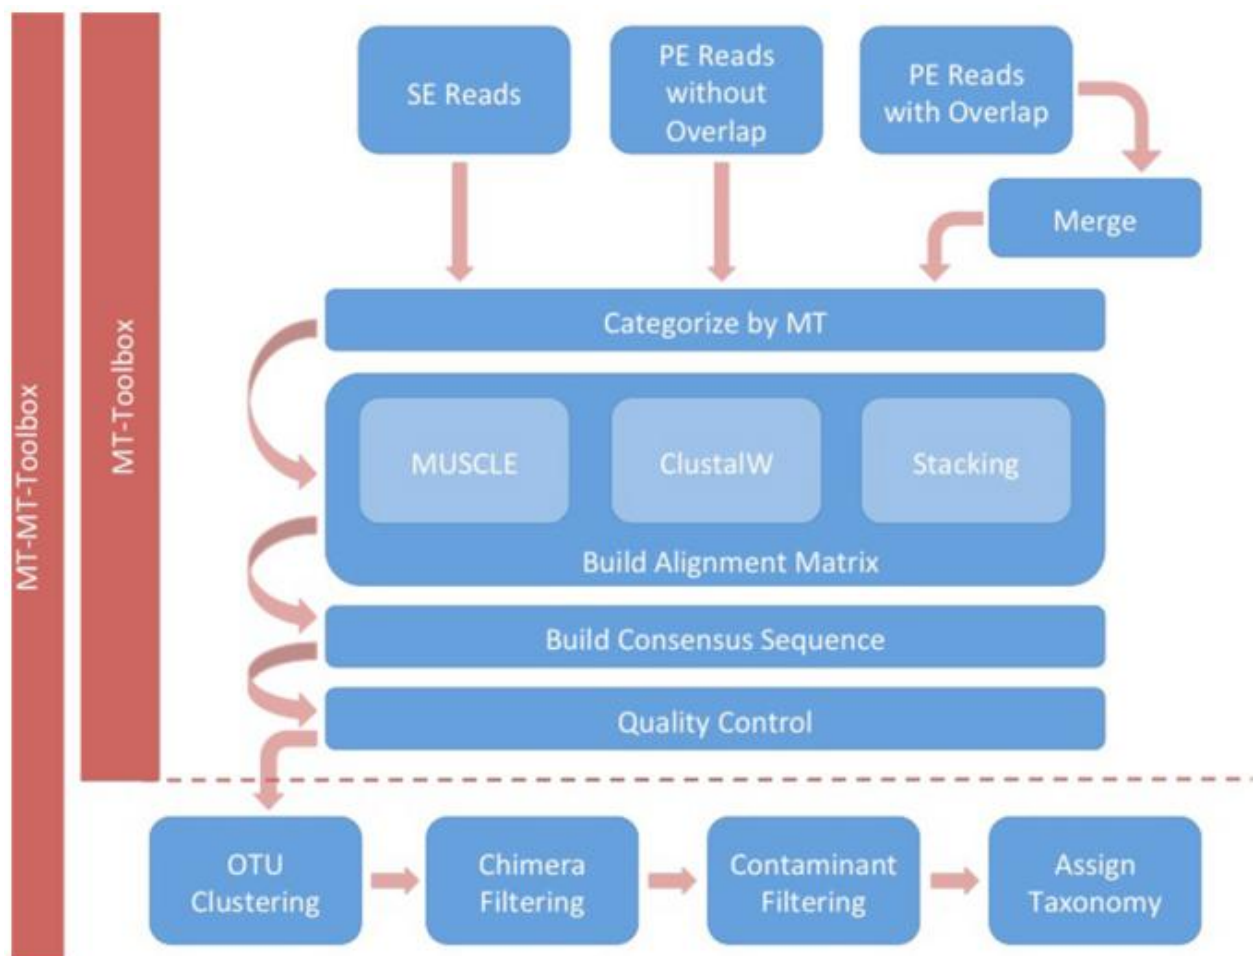 MT-MT-Toolbox
MT-Toolbox
SE Reads
PE Reads
without
Overlap
PE Reads
with Overlap
Merge
Categorize by MT
MUSCLE
ClustalW
Stacking
Build Alignment Matrix
Build Consensus Sequence
Quality Control
OTU
Clustering
Chimera
Filtering
Contaminant
Filtering
Assign
Taxonomy